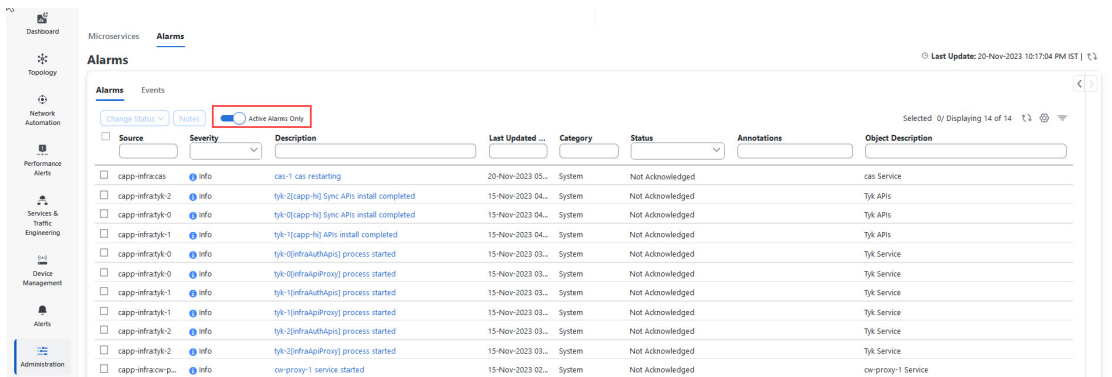 Dashboard
Topology
Network
Automation
Performance
Alerts
Services &
Traffic
Engineering
Device
Management
Alerts
Administration
Microservices Alarms
Alarms
Last Update: 20-Nov-2023 10:17:04 PM IST |
Alarms Events
Change Status Notes Active Alarms Only Selected 0/ Displaying 14 of 14
Source Severity Description Last Updated ... Category Status Annotations Object Description
capp-infra:cas Info cas-1 cas restarting 20-Nov-2023 05... System Not Acknowledged cas Service
capp-infra:tyk-2 Info tyk-2[capp-hi] Sync APIs install completed 15-Nov-2023 04... System Not Acknowledged Tyk APIs
capp-infra:tyk-0 Info tyk-0[capp-hi] Sync APIs install completed 15-Nov-2023 04... System Not Acknowledged Tyk APIs
capp-infra:tyk-1 Info tyk-1[capp-hi] APIs install completed 15-Nov-2023 04... System Not Acknowledged Tyk APIs
capp-infra:tyk-0 Info tyk-0[infraAuthApis] process started 15-Nov-2023 03... System Not Acknowledged Tyk Service
capp-infra:tyk-0 Info tyk-0[infraApiProxy] process started 15-Nov-2023 03... System Not Acknowledged Tyk Service
capp-infra:tyk-1 Info tyk-1[infraAuthApis] process started 15-Nov-2023 03... System Not Acknowledged Tyk Service
capp-infra:tyk-1 Info tyk-1[infraApiProxy] process started 15-Nov-2023 03... System Not Acknowledged Tyk Service
capp-infra:tyk-2 Info tyk-2[infraAuthApis] process started 15-Nov-2023 03... System Not Acknowledged Tyk Service
capp-infra:tyk-2 Info tyk-2[infraApiProxy] process started 15-Nov-2023 03... System Not Acknowledged Tyk Service
capp-infra:cw-p... Info cw-proxy-1 service started 15-Nov-2023 02... System Not Acknowledged cw-proxy-1 Service